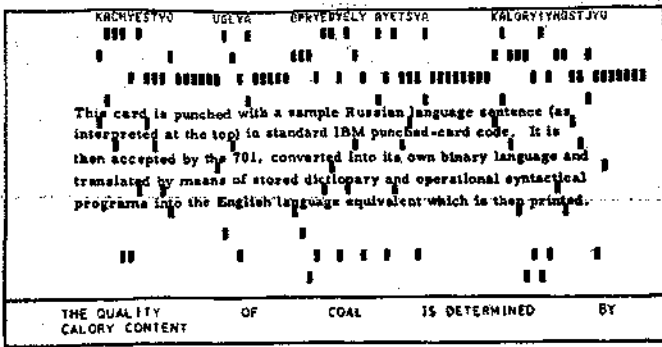 KACHYESTVO UGLYA OPRYEDYELYAYETSYA KALORYIYNOSTJYU
This card is punched with a sample Russian language sentence (as
interpreted at the top) in standard IBM punched-card code. It is
then accepted by the 701, converted into its own binary language and
translated by means of stored dictionary and operational syntactical
programs into the English language equivalent which is then printed.
THE QUALITY OF COAL IS DETERMINED BY
CALORY CONTENT